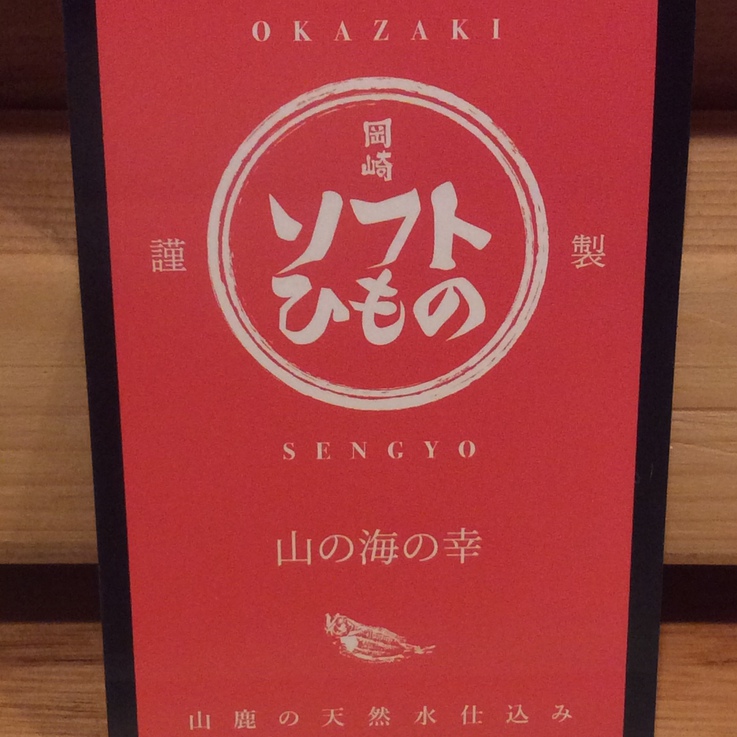 OKAZAKI
岡崎
ソフト
ひもの
謹製
SENGYO
山の海の幸
山鹿の天然水仕込み